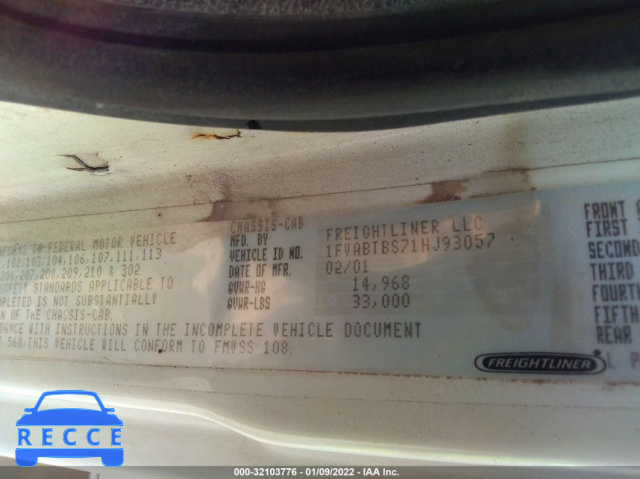 CHASSIS-CAB
MFD. BY FREIGHTLINER LLC
VEHICLE ID NO. 1FVABTBS71HJ93057
DATE OF MFR. 02/01
GVWR-KG 14,968
GVWR-LBS 33,000
TO FEDERAL MOTOR VEHICLE
103,104,106,107,111,113
207,208,209,210 & 302.
STANDARDS APPLICABLE TO
IS NOT SUBSTANTIALLY
OF THE CHASSIS-CAB.
WITH INSTRUCTIONS IN THE INCOMPLETE VEHICLE DOCUMENT
568,THIS VEHICLE WILL CONFORM TO FMVSS 108.
FRONT
FIRST
SECOND
THIRD
FOURTH
FIFTH
REAR
FREIGHTLINER
RECCE
000-32103776 - 01/09/2022 - IAA Inc.